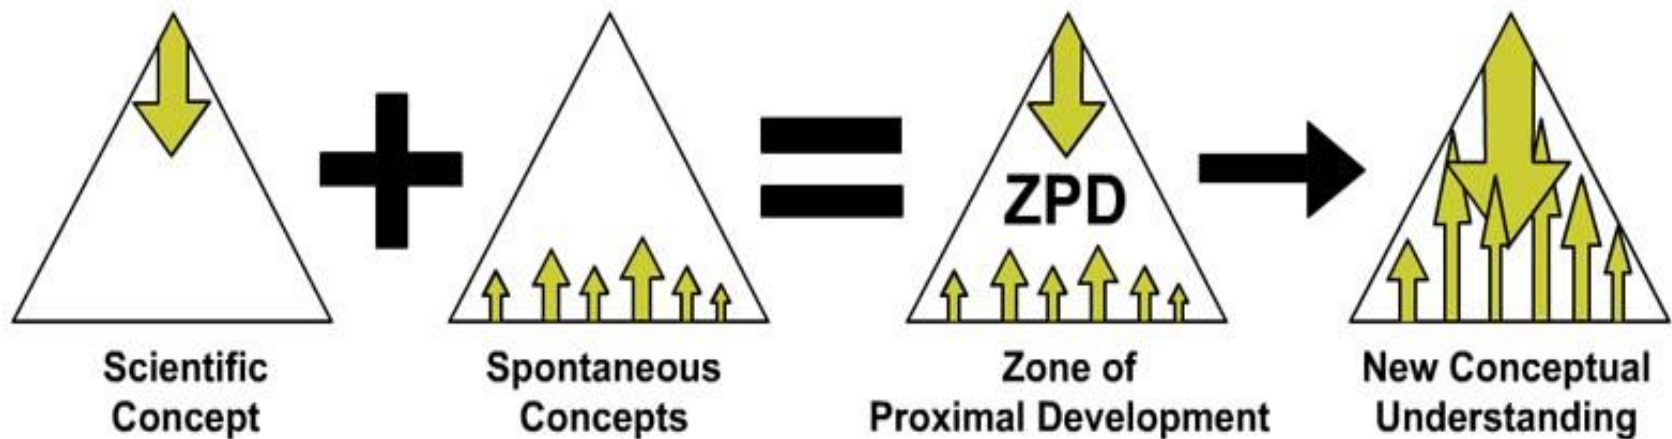 ZPD
Scientific
Concept
Spontaneous
Concepts
Zone of
Proximal Development
New Conceptual
Understanding